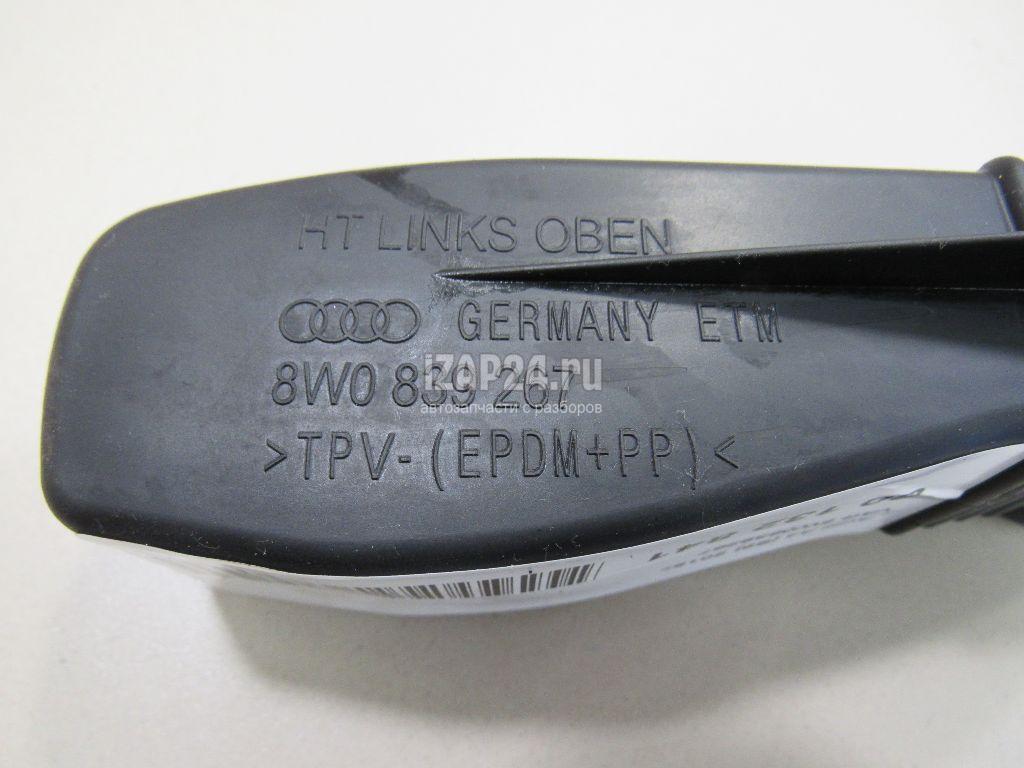 HT LINKS OBEN
GERMANY ETM
8W0 839 267
>TPV-(EPDM+PP)<
iZAP24.ru
автозапчасти с разборов